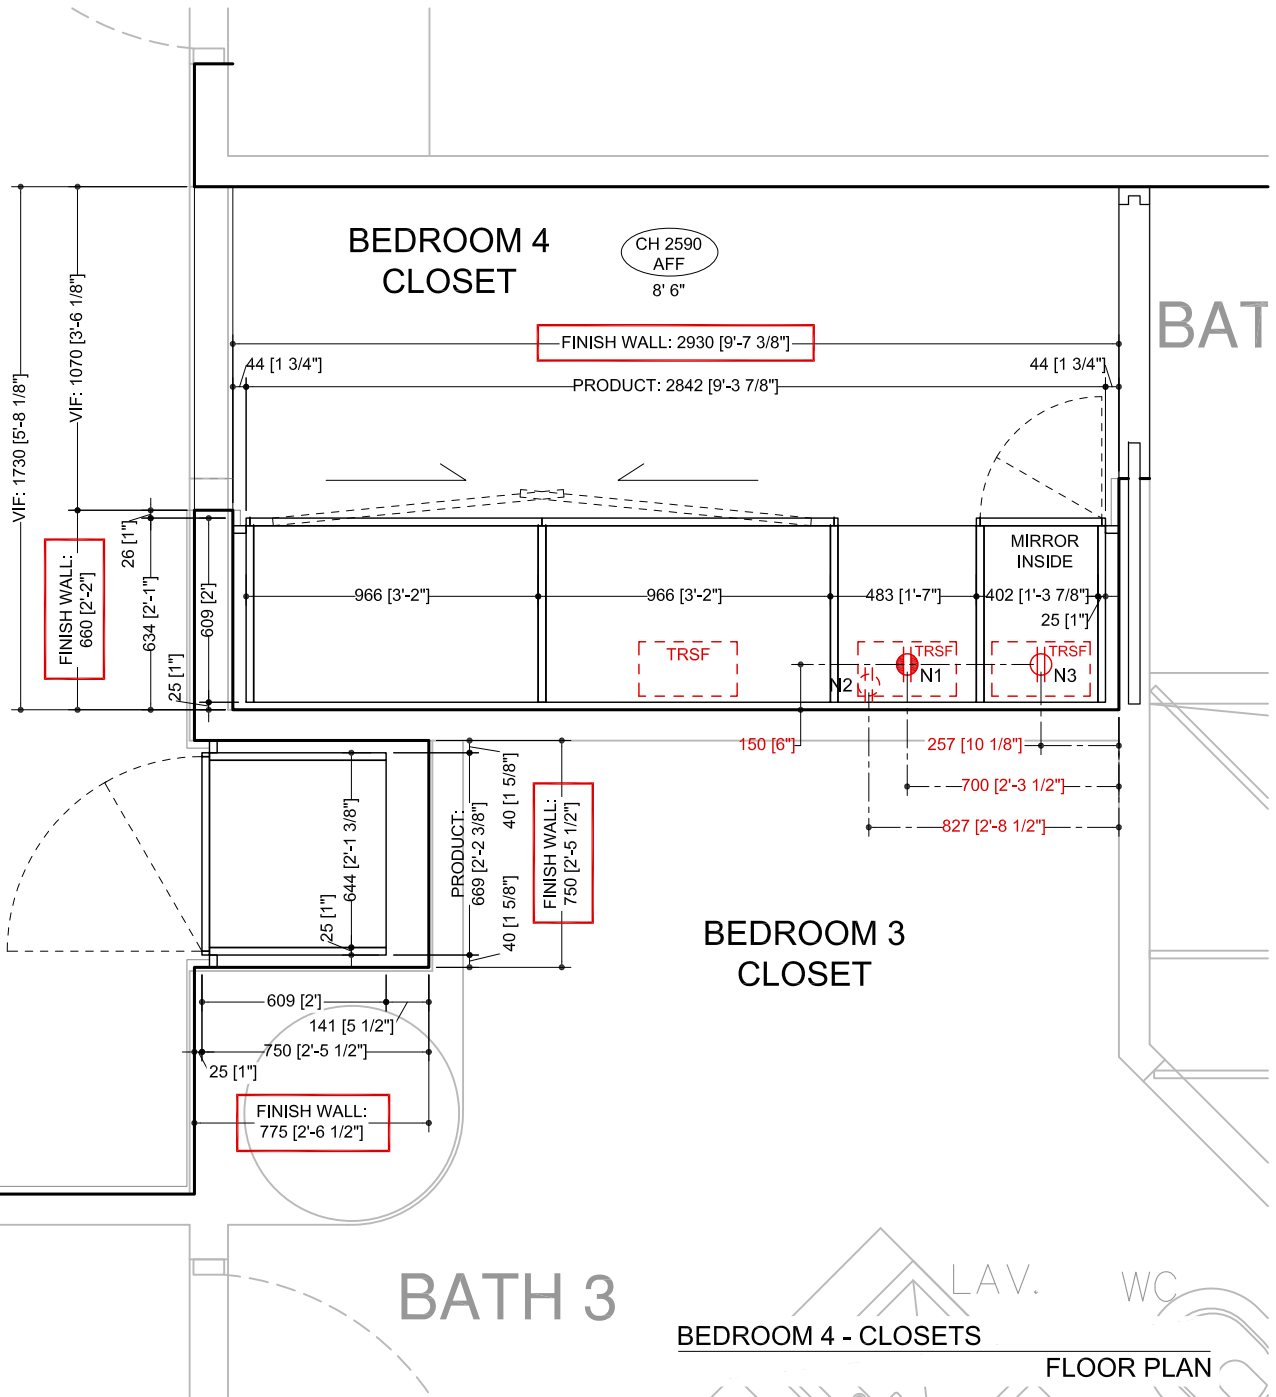 BEDROOM 4
CLOSET
CH 2590
AFF
8' 6"
BAT
FINISH WALL: 2930 [9'-7 3/8"]
44 [1 3/4"]
44 [1 3/4"]
PRODUCT: 2842 [9'-3 7/8"]
VIF: 1730 [5'-8 1/8"]
VIF: 1070 [3'-6 1/8"]
FINISH WALL:
660 [2'-2"]
26 [1"]
634 [2'-1"]
25 [1"]
609 [2']
MIRROR
INSIDE
966 [3'-2"]
966 [3'-2"]
483 [1'-7"]
402 [1'-3 7/8"]
25 [1"]
TRSF
TRSF
TRSF
N2
N1
N3
150 [6"]
257 [10 1/8"]
700 [2'-3 1/2"]
827 [2'-8 1/2"]
644 [2'-1 3/8"]
25 [1"]
PRODUCT:
669 [2'-2 3/8"]
40 [1 5/8"]
40 [1 5/8"]
FINISH WALL:
750 [2'-5 1/2"]
BEDROOM 3
CLOSET
609 [2']
141 [5 1/2"]
750 [2'-5 1/2"]
25 [1"]
FINISH WALL:
775 [2'-6 1/2"]
BATH 3
LAV.
WC
BEDROOM 4 - CLOSETS
FLOOR PLAN